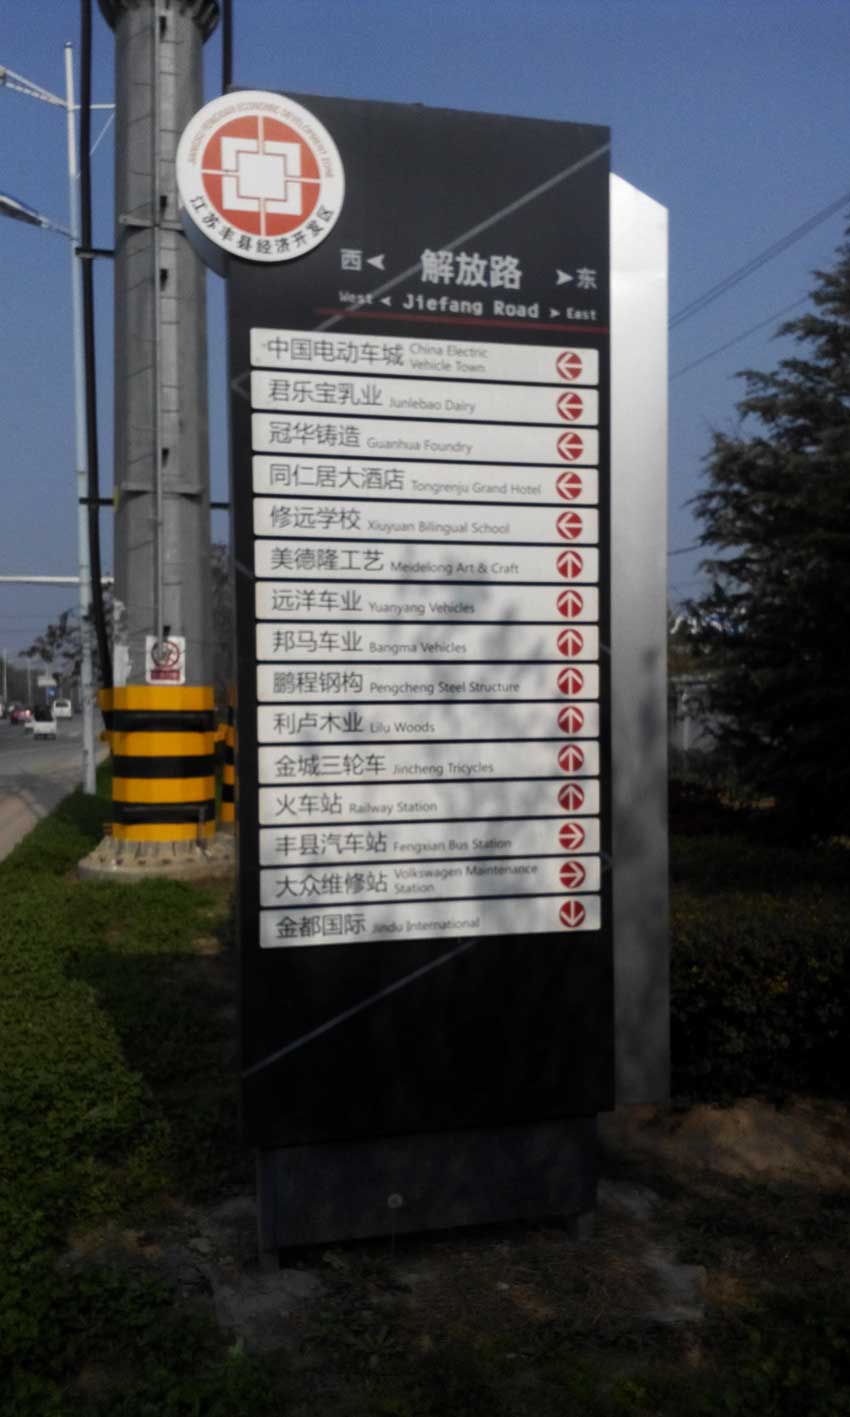 JIANGSU FENGXIAN ECONOMIC DEVELOPMENT ZONE
江苏丰县经济开发区
西 解放路 东
West Jiefang Road East
中国电动车城 China Electric
Vehicle Town
君乐宝乳业 Junlebao Dairy
冠华铸造 Guanhua Foundry
同仁居大酒店 Tongrenju Grand Hotel
修远学校 Xiuyuan Bilingual School
美德隆工艺 Meidelong Art & Craft
远洋车业 Yuanyang Vehicles
邦马车业 Bangma Vehicles
鹏程钢构 Pengcheng Steel Structure
利卢木业 Lilu Woods
金城三轮车 Jincheng Tricycles
火车站 Railway Station
丰县汽车站 Fengxian Bus Station
大众维修站 Volkswagen Maintenance
Station
金都国际 Jindu International